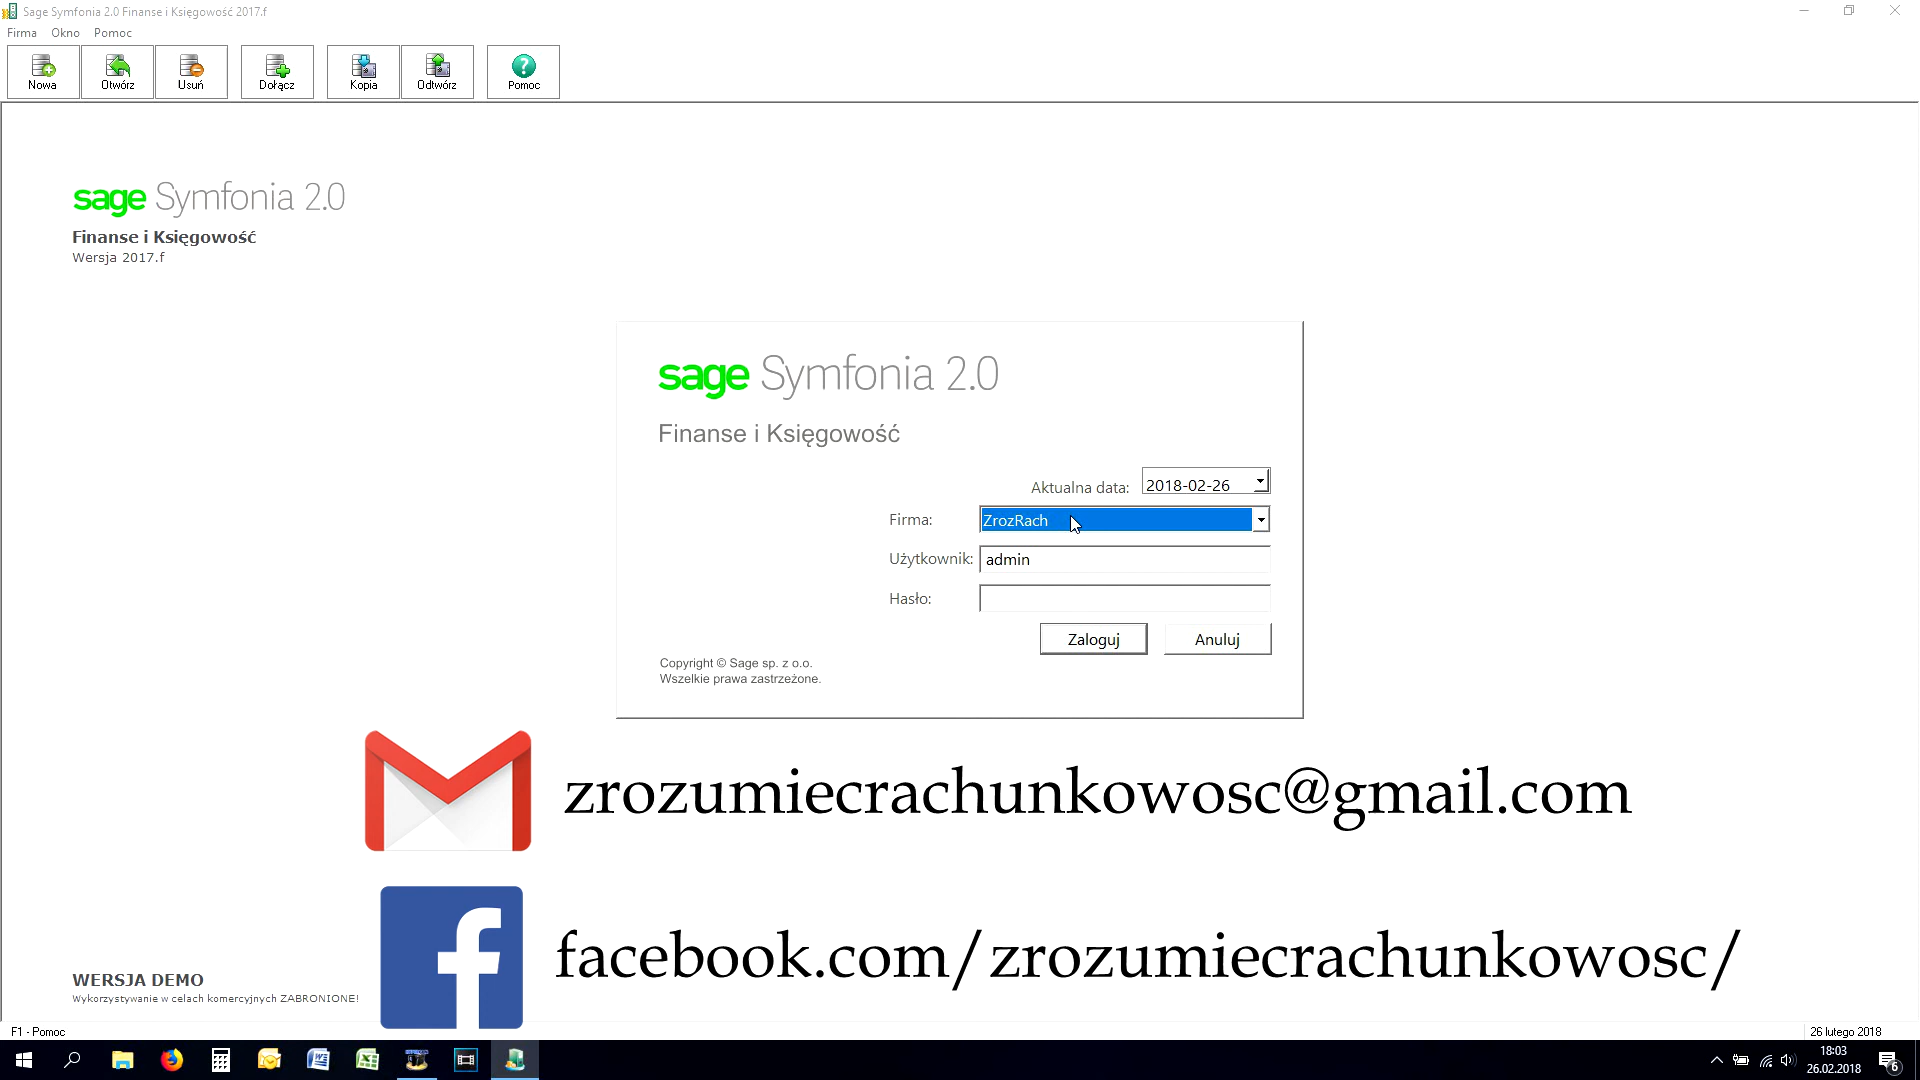 Sage Symfonia 2.0 Finanse i Księgowość 2017.f
Firma Okno Pomoc
Nowa Otwórz Usuń Dołącz Kopia Odtwórz Pomoc
sage Symfonia 2.0
Finanse i Księgowość
Wersja 2017.f
sage Symfonia 2.0
Finanse i Księgowość
Aktualna data: 2018-02-26
Firma: ZrozRach
Użytkownik: admin
Hasło:
Zaloguj Anuluj
Copyright © Sage sp. z o.o.
Wszelkie prawa zastrzeżone.
zrozumiecrachunkowosc@gmail.com
facebook.com/zrozumiecrachunkowosc/
WERSJA DEMO
Wykorzystywanie w celach komercyjnych ZABRONIONE!
F1 - Pomoc
26 lutego 2018
18:03
26.02.2018
6